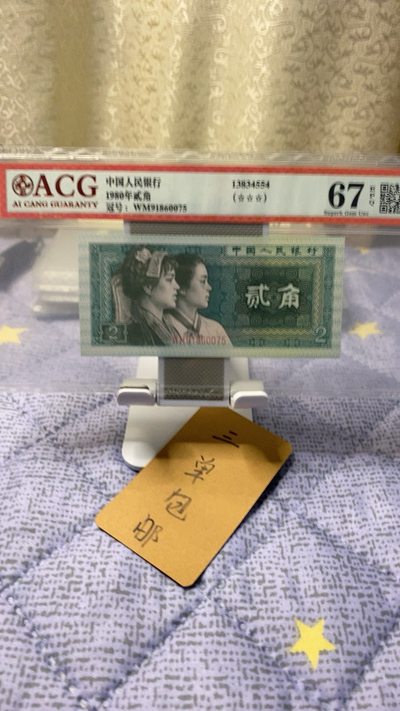 ACG
AI CANG GUARANTY
中国人民银行
1980年贰角
冠号：WM91860075
13834554
(☆☆☆)
67
EPQ
Superb Gem Unc
中国人民银行
贰角
WM91860075
2
2
三
单包邮